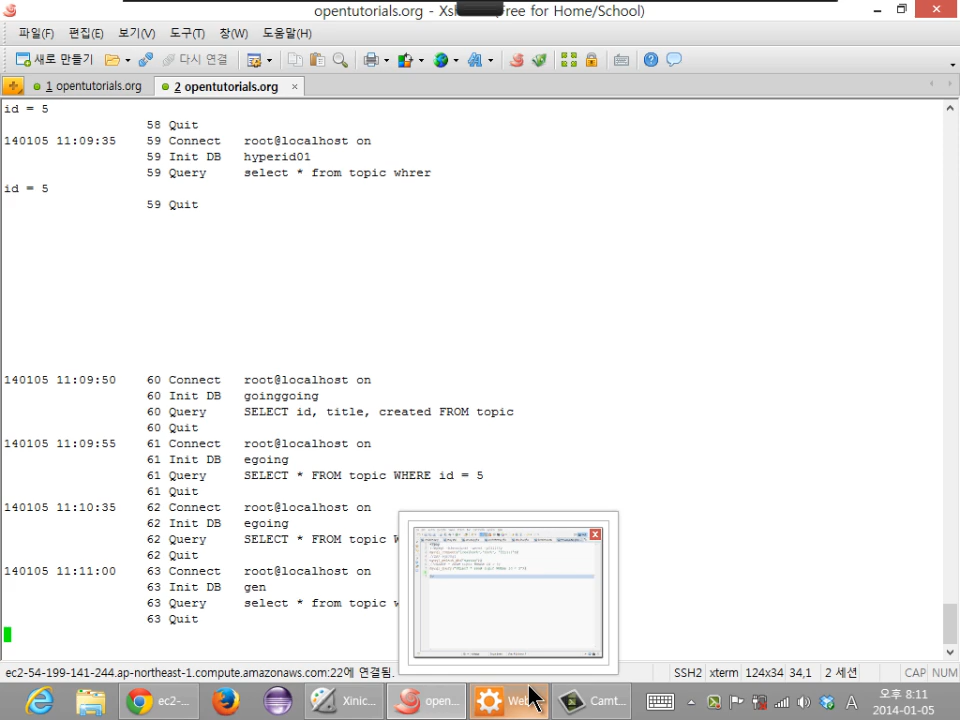 opentutorials.org - Xsh (Free for Home/School)
파일(F) 편집(E) 보기(V) 도구(T) 창(W) 도움말(H)
새로 만들기 다시 연결
1 opentutorials.org 2 opentutorials.org ×
id = 5
58 Quit
140105 11:09:35 59 Connect root@localhost on
59 Init DB hyperid01
59 Query select * from topic whrer
id = 5
59 Quit
140105 11:09:50 60 Connect root@localhost on
60 Init DB goinggoing
60 Query SELECT id, title, created FROM topic
60 Quit
140105 11:09:55 61 Connect root@localhost on
61 Init DB egoing
61 Query SELECT * FROM topic WHERE id = 5
61 Quit
140105 11:10:35 62 Connect root@localhost on
62 Init DB egoing
62 Query SELECT * FROM topic W
62 Quit
140105 11:11:00 63 Connect root@localhost on
63 Init DB gen
63 Query select * from topic w
63 Quit
ec2-54-199-141-244.ap-northeast-1.compute.amazonaws.com:22에 연결됨. SSH2 xterm 124x34 34,1 2 세션 CAP NUM
ec2-... Xinic... open... Web Camt... A 오후 8:11
2014-01-05